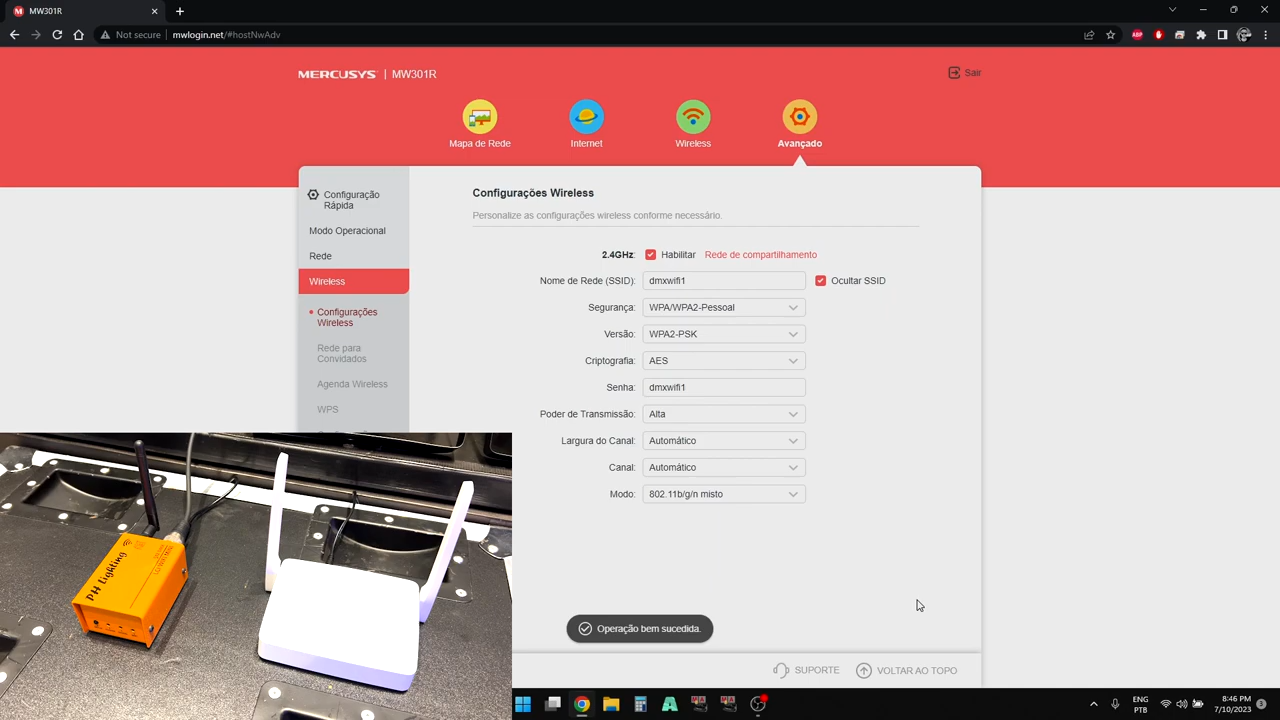 MW301R
Not secure
mwlogin.net/#hostNwAdv
ABP
MERCUSYS | MW301R
Sair
Mapa de Rede
Internet
Wireless
Avançado
Configuração
Rápida
Modo Operacional
Rede
Wireless
Configurações
Wireless
Rede para
Convidados
Agenda Wireless
WPS
Configurações Wireless
Personalize as configurações wireless conforme necessário.
2.4GHz: Habilitar Rede de compartilhamento
Nome de Rede (SSID): dmxwifi1 Ocultar SSID
Segurança: WPA/WPA2-Pessoal
Versão: WPA2-PSK
Criptografia: AES
Senha: dmxwifi1
Poder de Transmissão: Alta
Largura do Canal: Automático
Canal: Automático
Modo: 802.11b/g/n misto
Operação bem sucedida.
SUPORTE
VOLTAR AO TOPO
PH Lighting
ENG
PTB
8:46 PM
7/10/2023
3